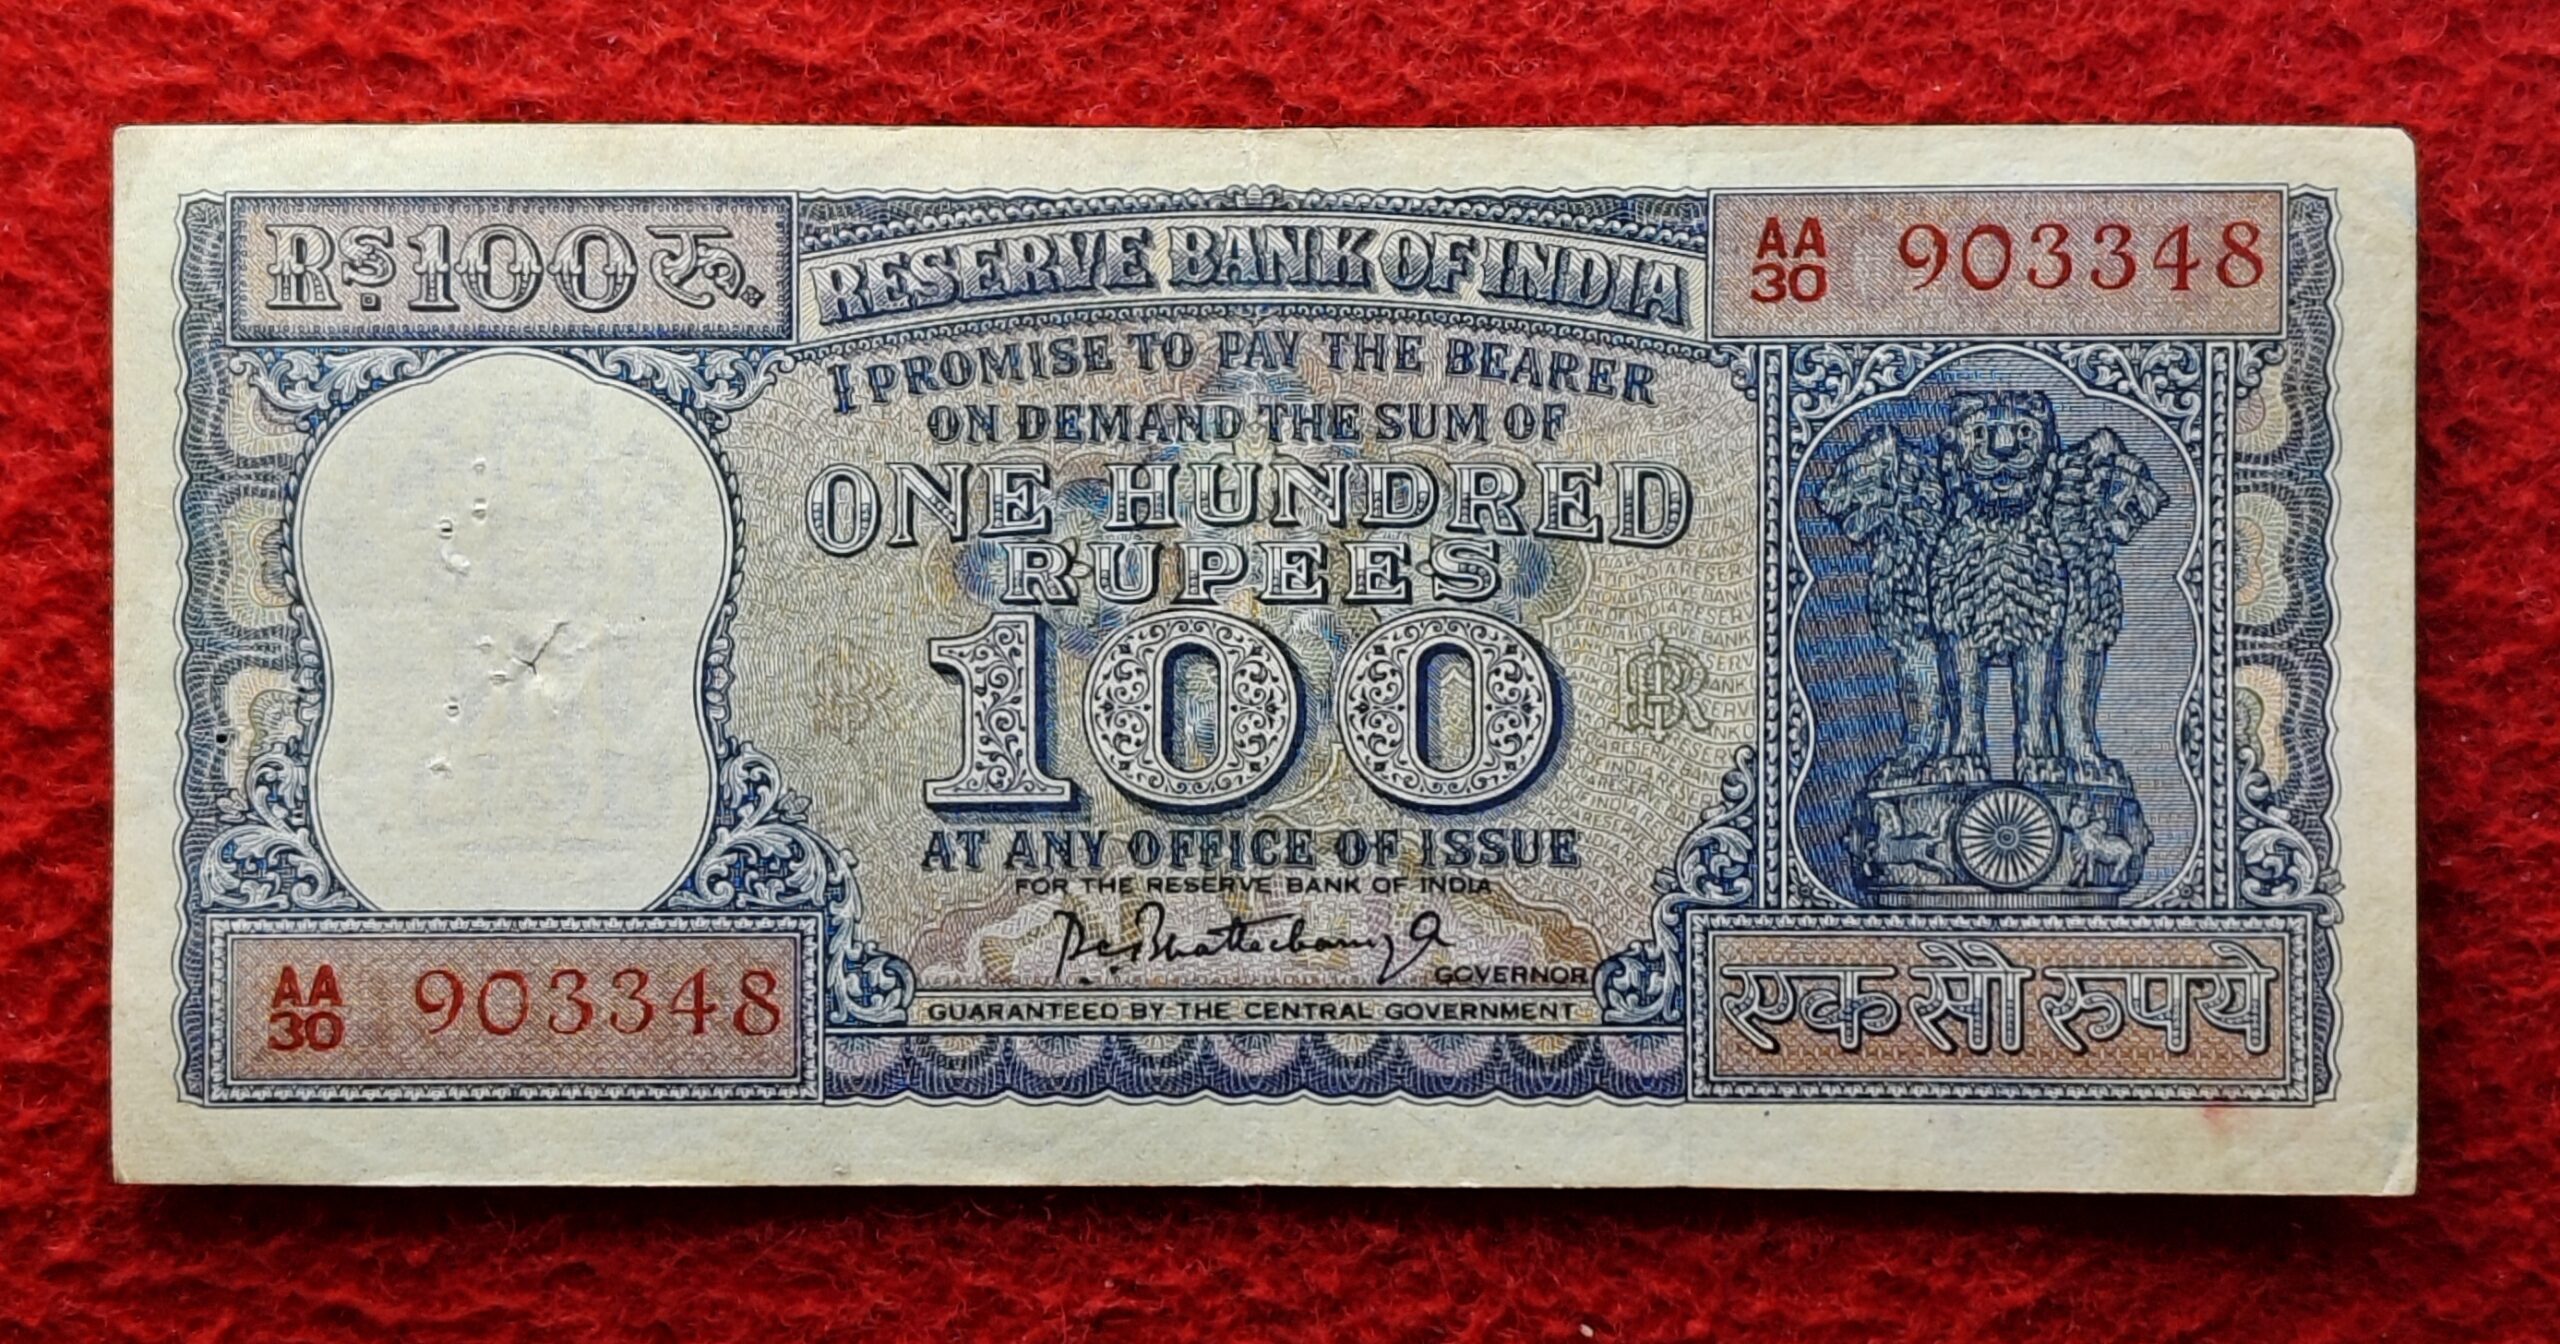 Rs. 100 रु.
RESERVE BANK OF INDIA
AA
30 903348
I PROMISE TO PAY THE BEARER
ON DEMAND THE SUM OF
ONE HUNDRED
RUPEES
100
AT ANY OFFICE OF ISSUE
FOR THE RESERVE BANK OF INDIA
P.C. Bhattacharyya
GOVERNOR
GUARANTEED BY THE CENTRAL GOVERNMENT
AA
30 903348
एक सौ रुपये